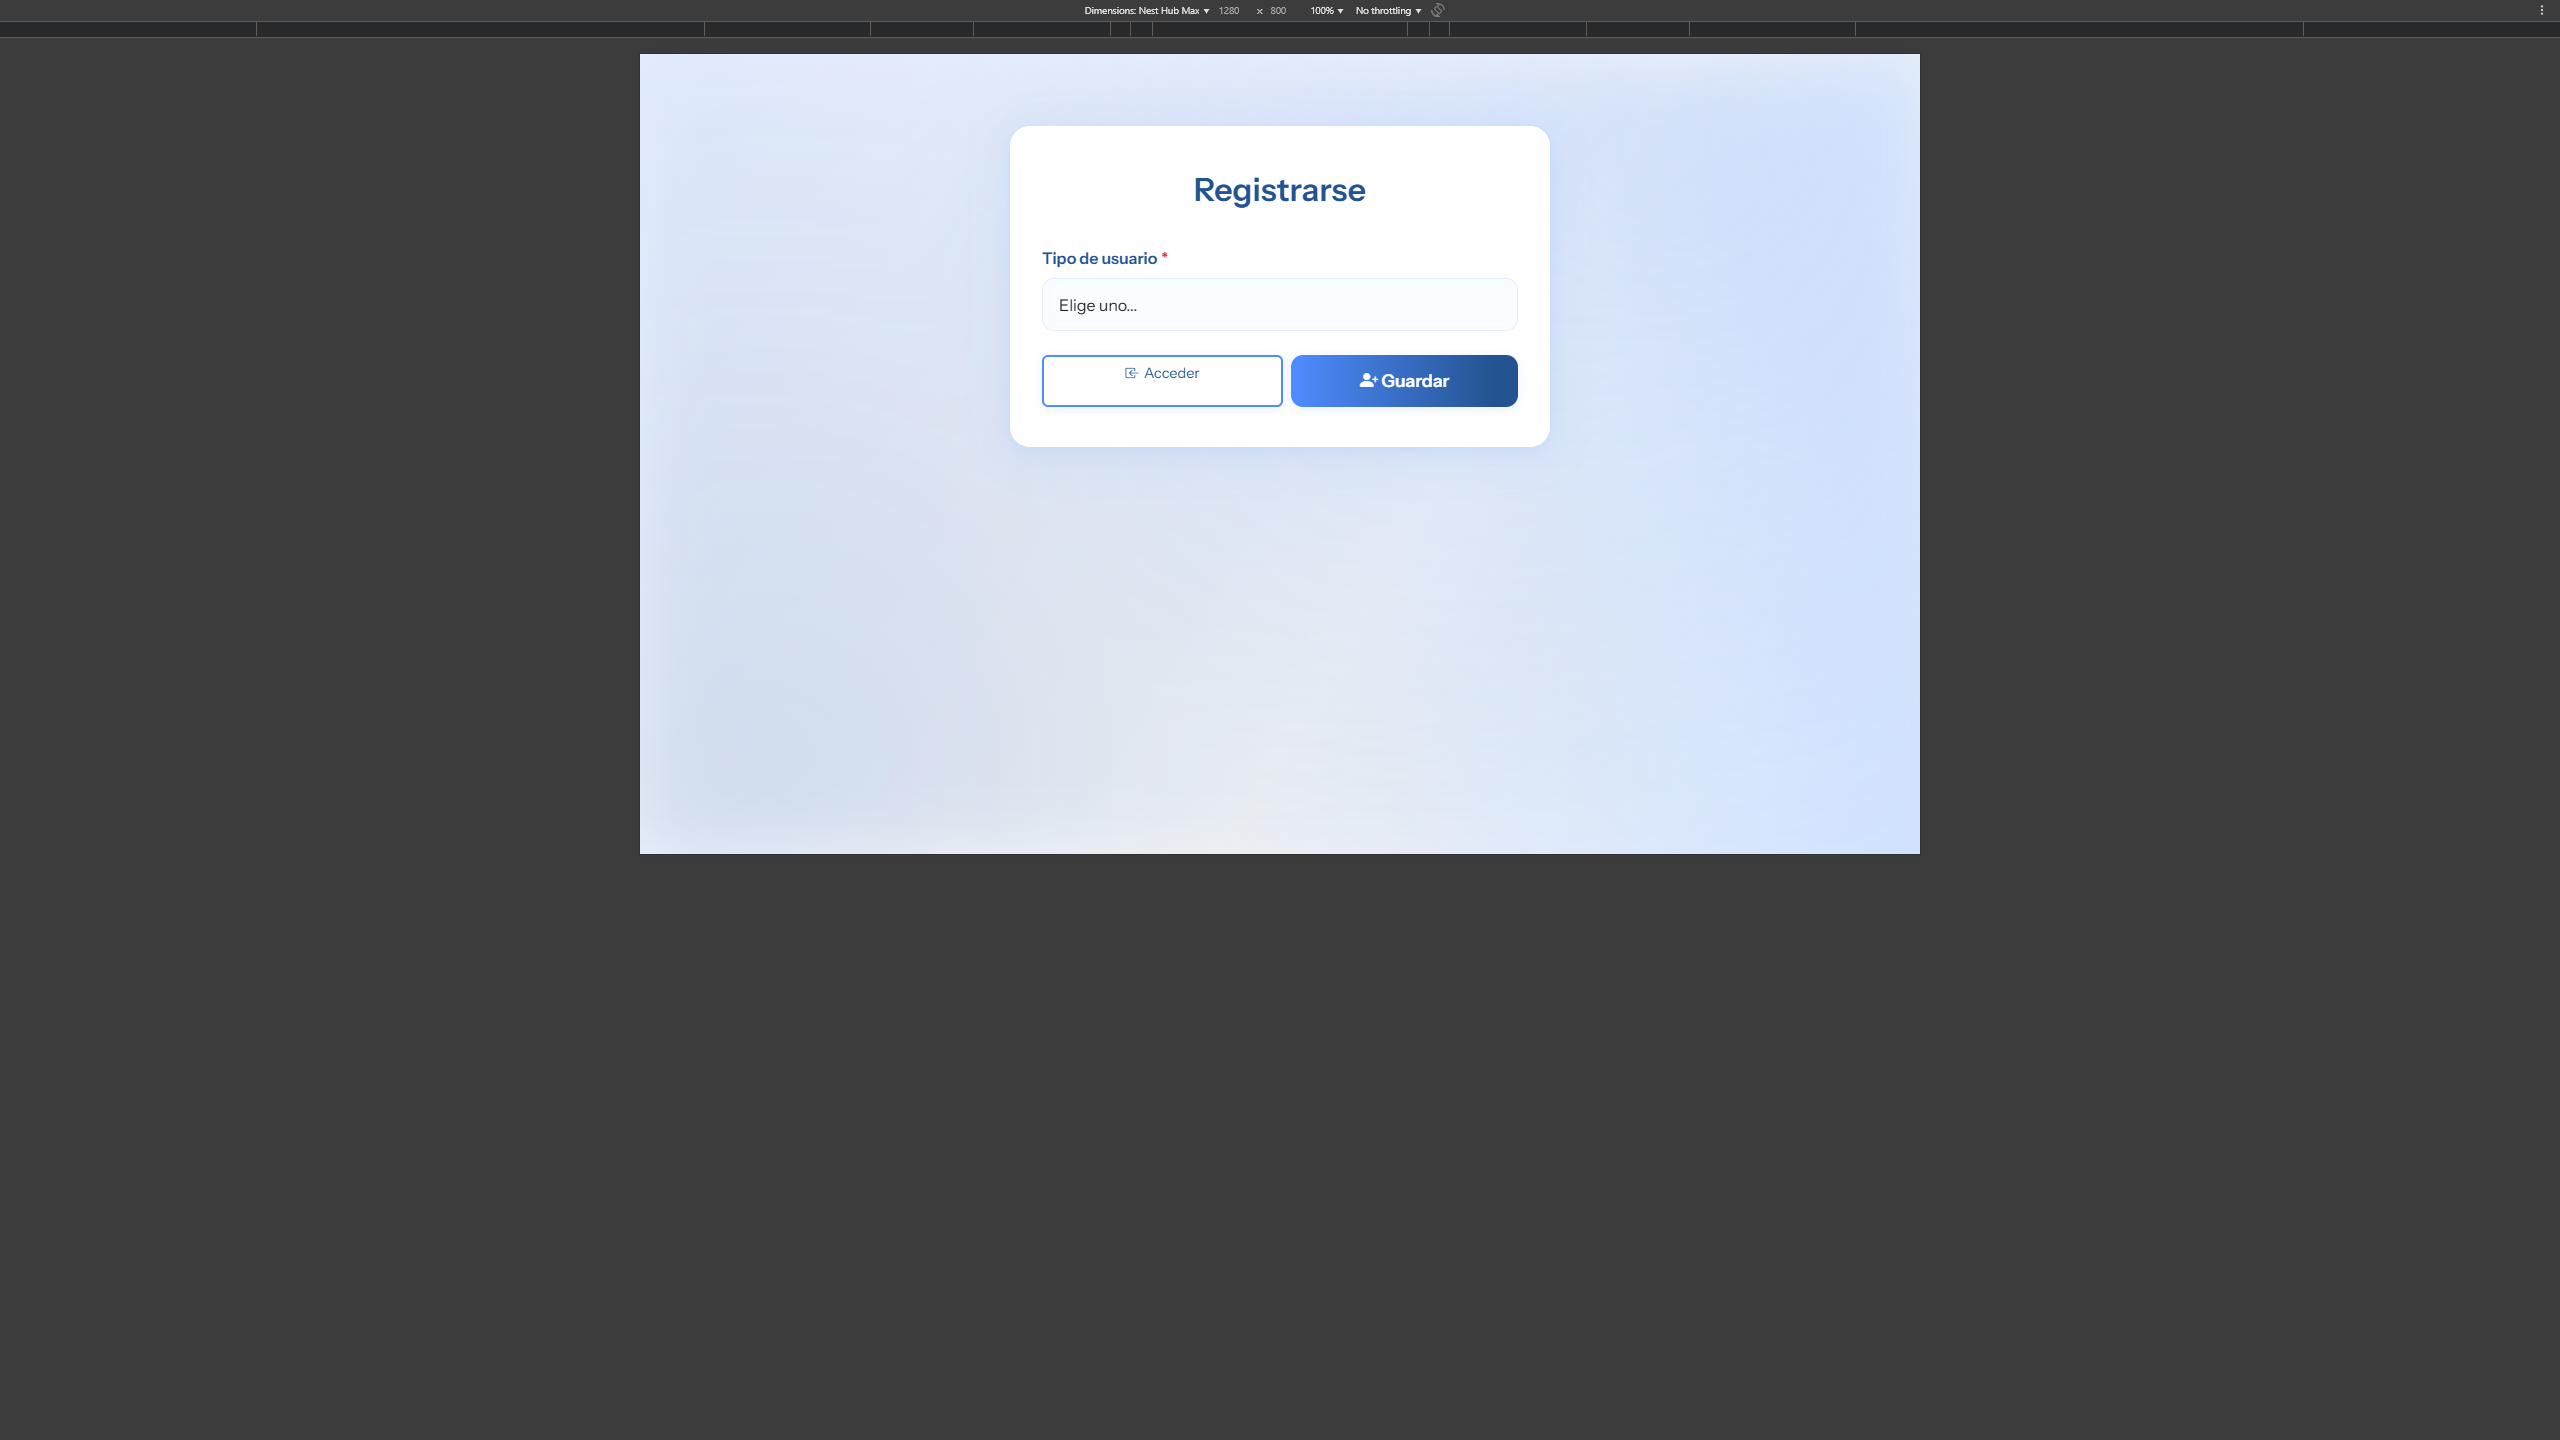 Dimensions: Nest Hub Max 1280 × 800 100% No throttling
Registrarse
Tipo de usuario *
Elige uno...
Acceder
Guardar